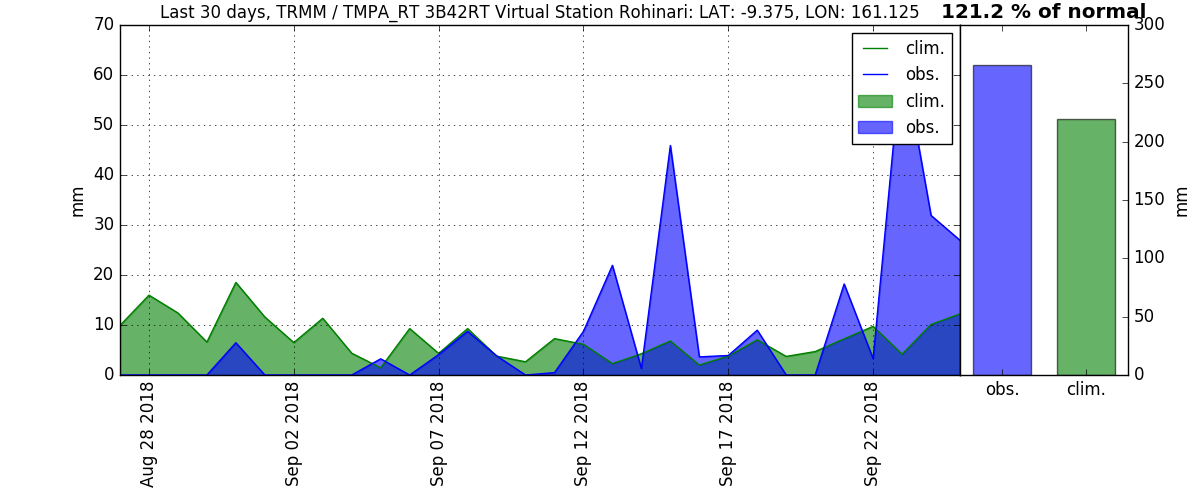 Last 30 days, TRMM / TMPA_RT 3B42RT Virtual Station Rohinari: LAT: -9.375, LON: 161.125
121.2 % of normal
70
60
50
40
30
20
10
0
mm
clim.
obs.
clim.
obs.
300
250
200
150
100
50
0
mm
Aug 28 2018
Sep 02 2018
Sep 07 2018
Sep 12 2018
Sep 17 2018
Sep 22 2018
obs.
clim.